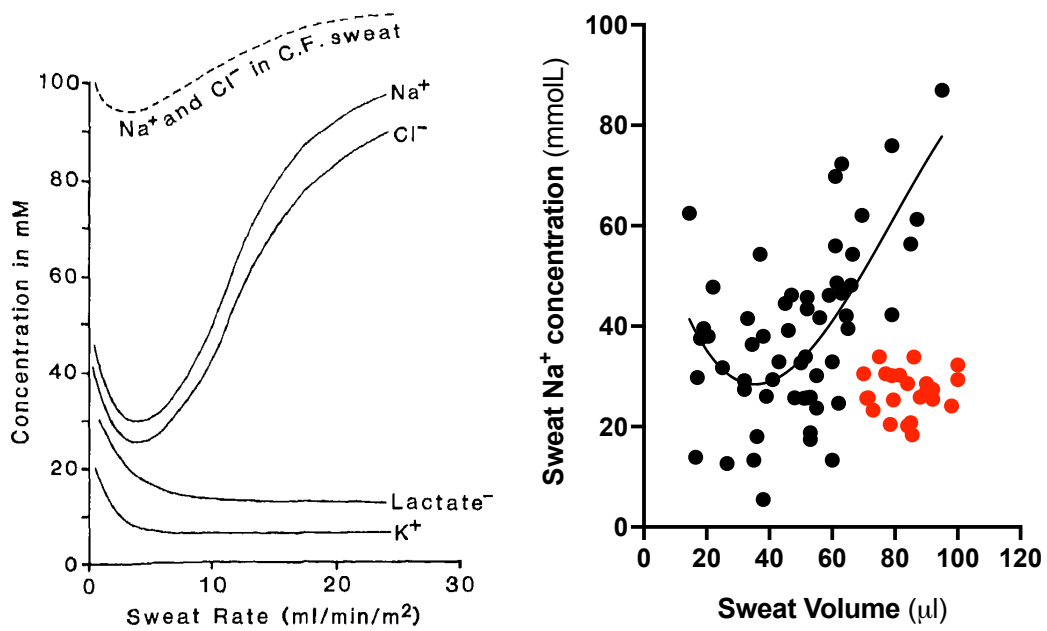 Na⁺ and Cl⁻ in C.F. sweat
Na⁺
Cl⁻
Lactate⁻
K⁺
Concentration in mM
100
80
60
40
20
0
0 10 20 30
Sweat Rate (ml/min/m²)
Sweat Na⁺ concentration (mmolL)
100
80
60
40
20
0
0 20 40 60 80 100 120
Sweat Volume (μl)